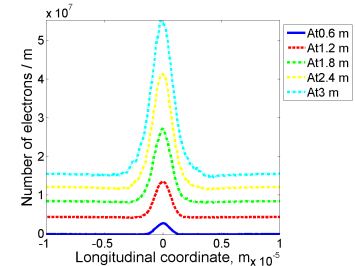 x 10^7
5
4
3
2
1
0
Number of electrons / m
-1
-0.5
0
0.5
1
Longitudinal coordinate, m
x 10^-5
At0.6 m
At1.2 m
At1.8 m
At2.4 m
At3 m